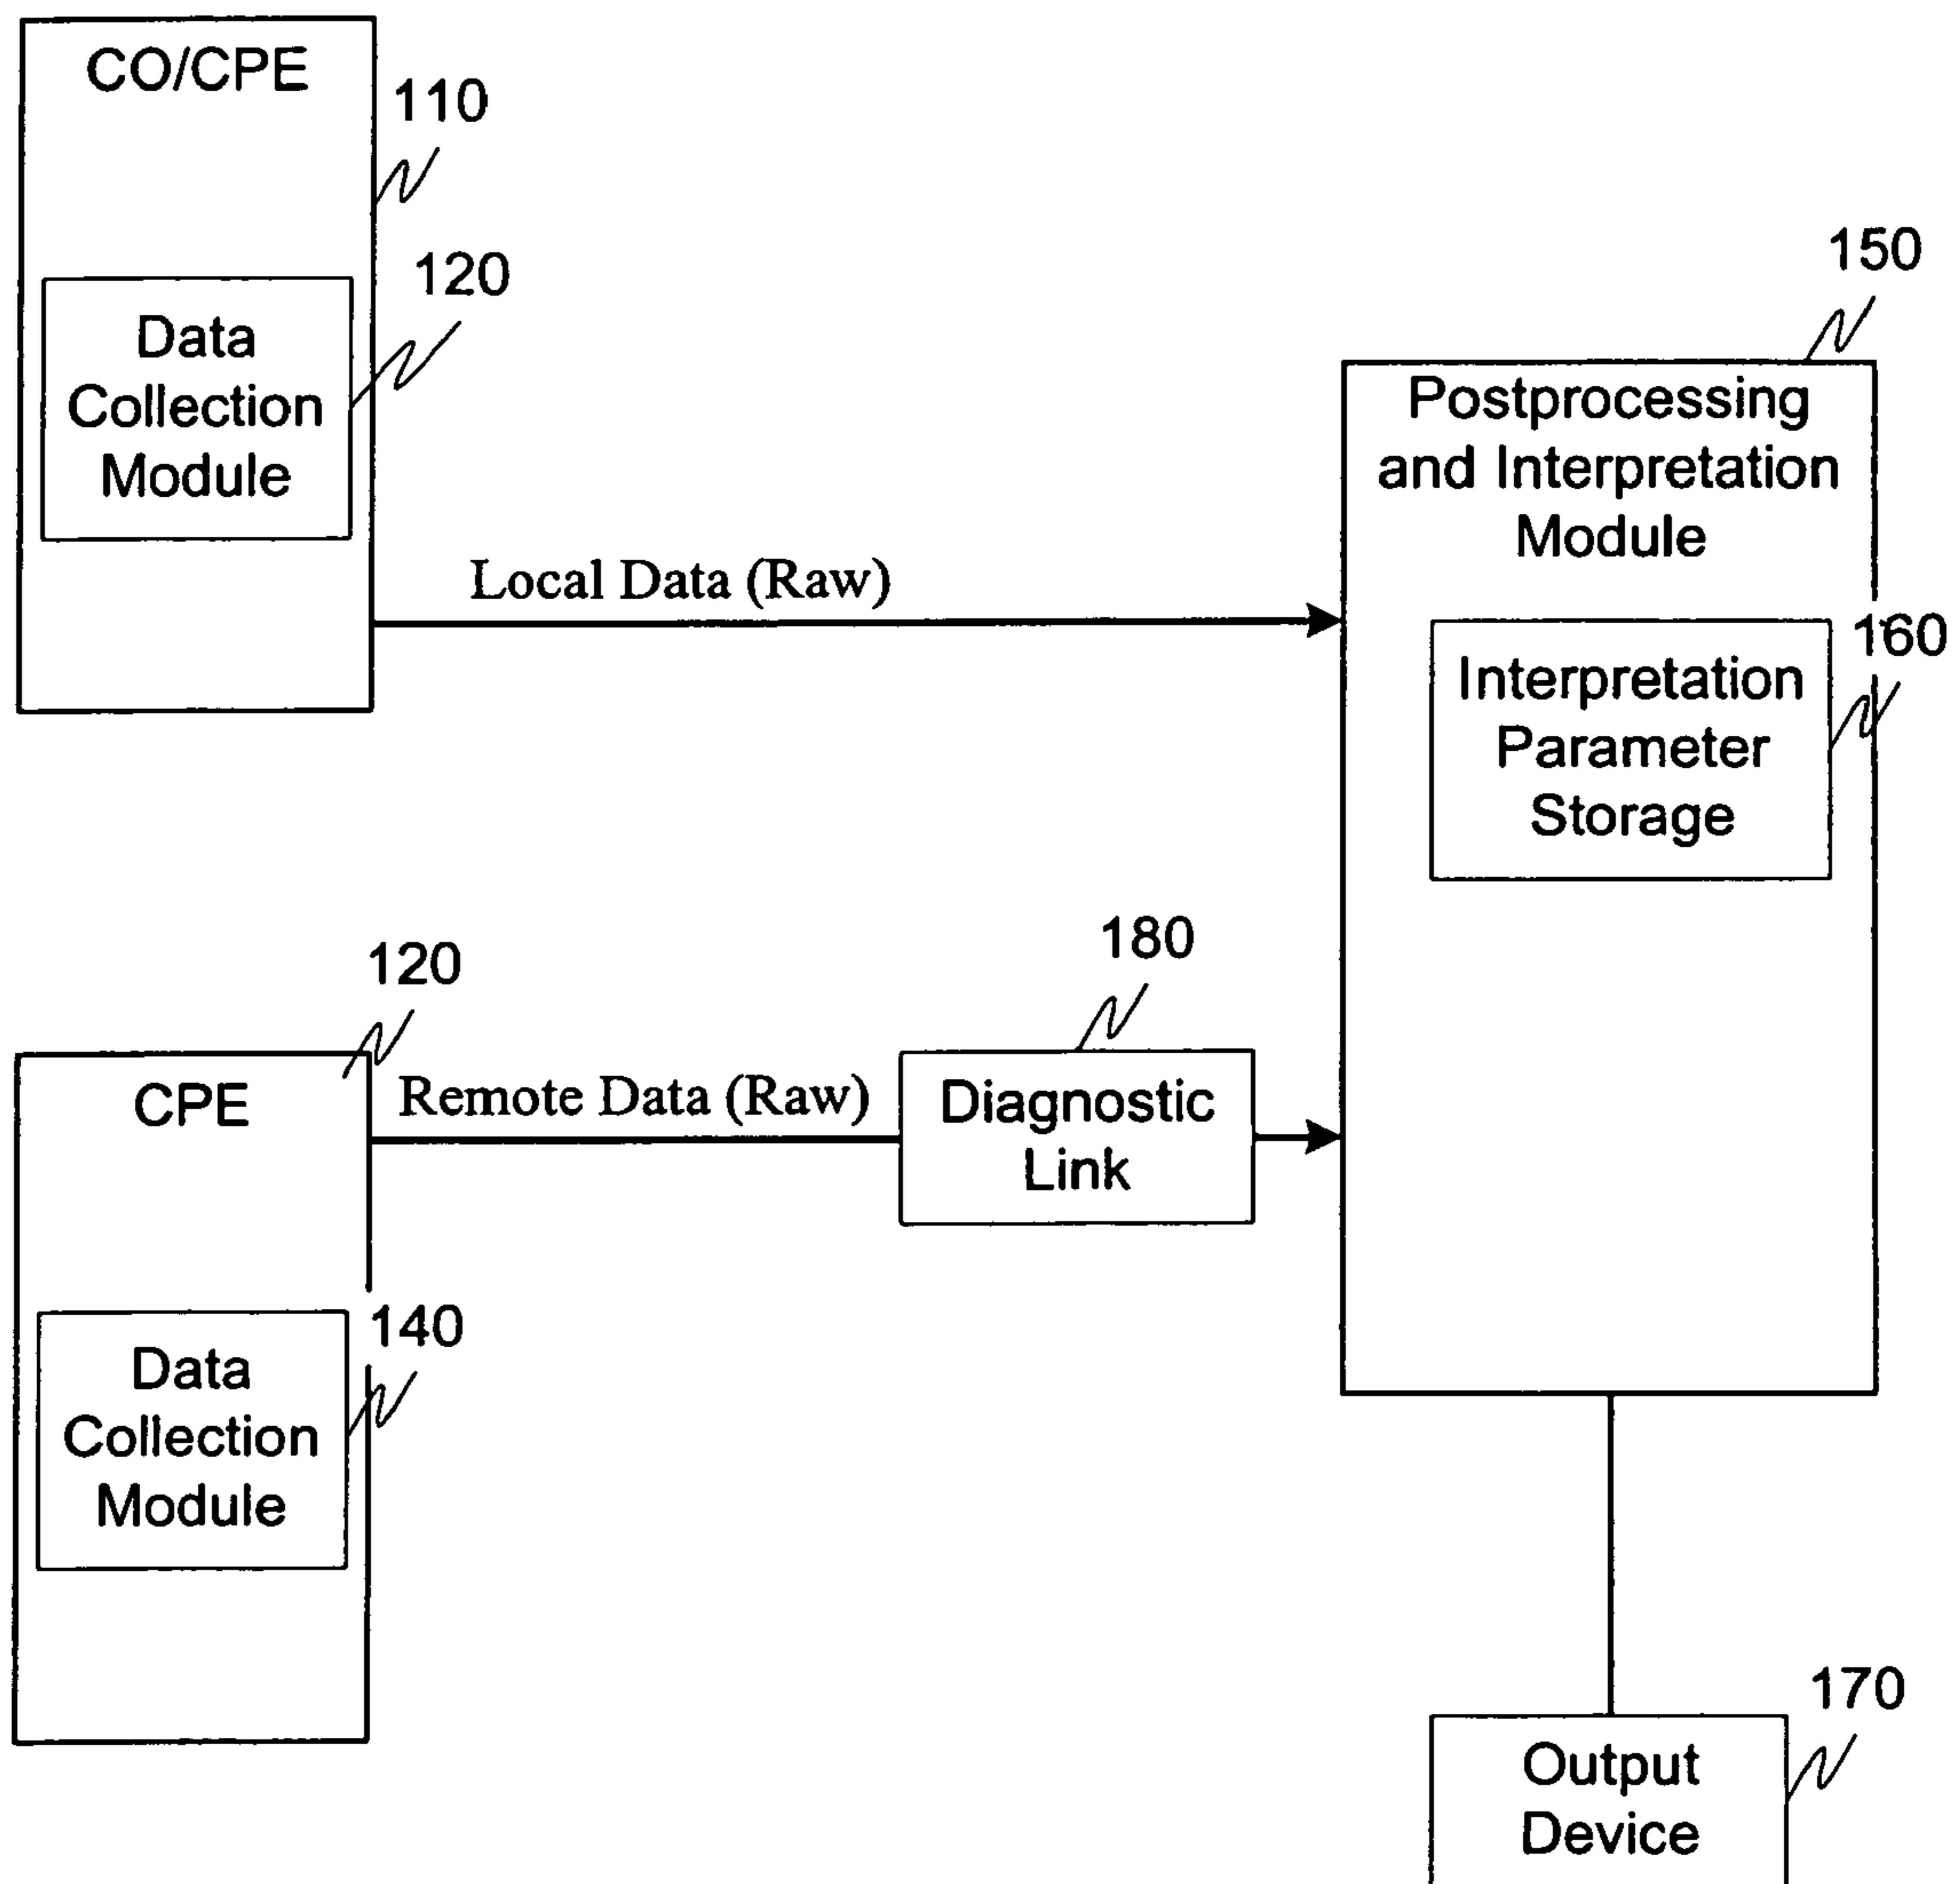 CO/CPE
110
120
Data
Collection
Module
Local Data (Raw)
150
Postprocessing
and Interpretation
Module
160
Interpretation
Parameter
Storage
120
CPE
Remote Data (Raw)
180
Diagnostic
Link
140
Data
Collection
Module
170
Output
Device